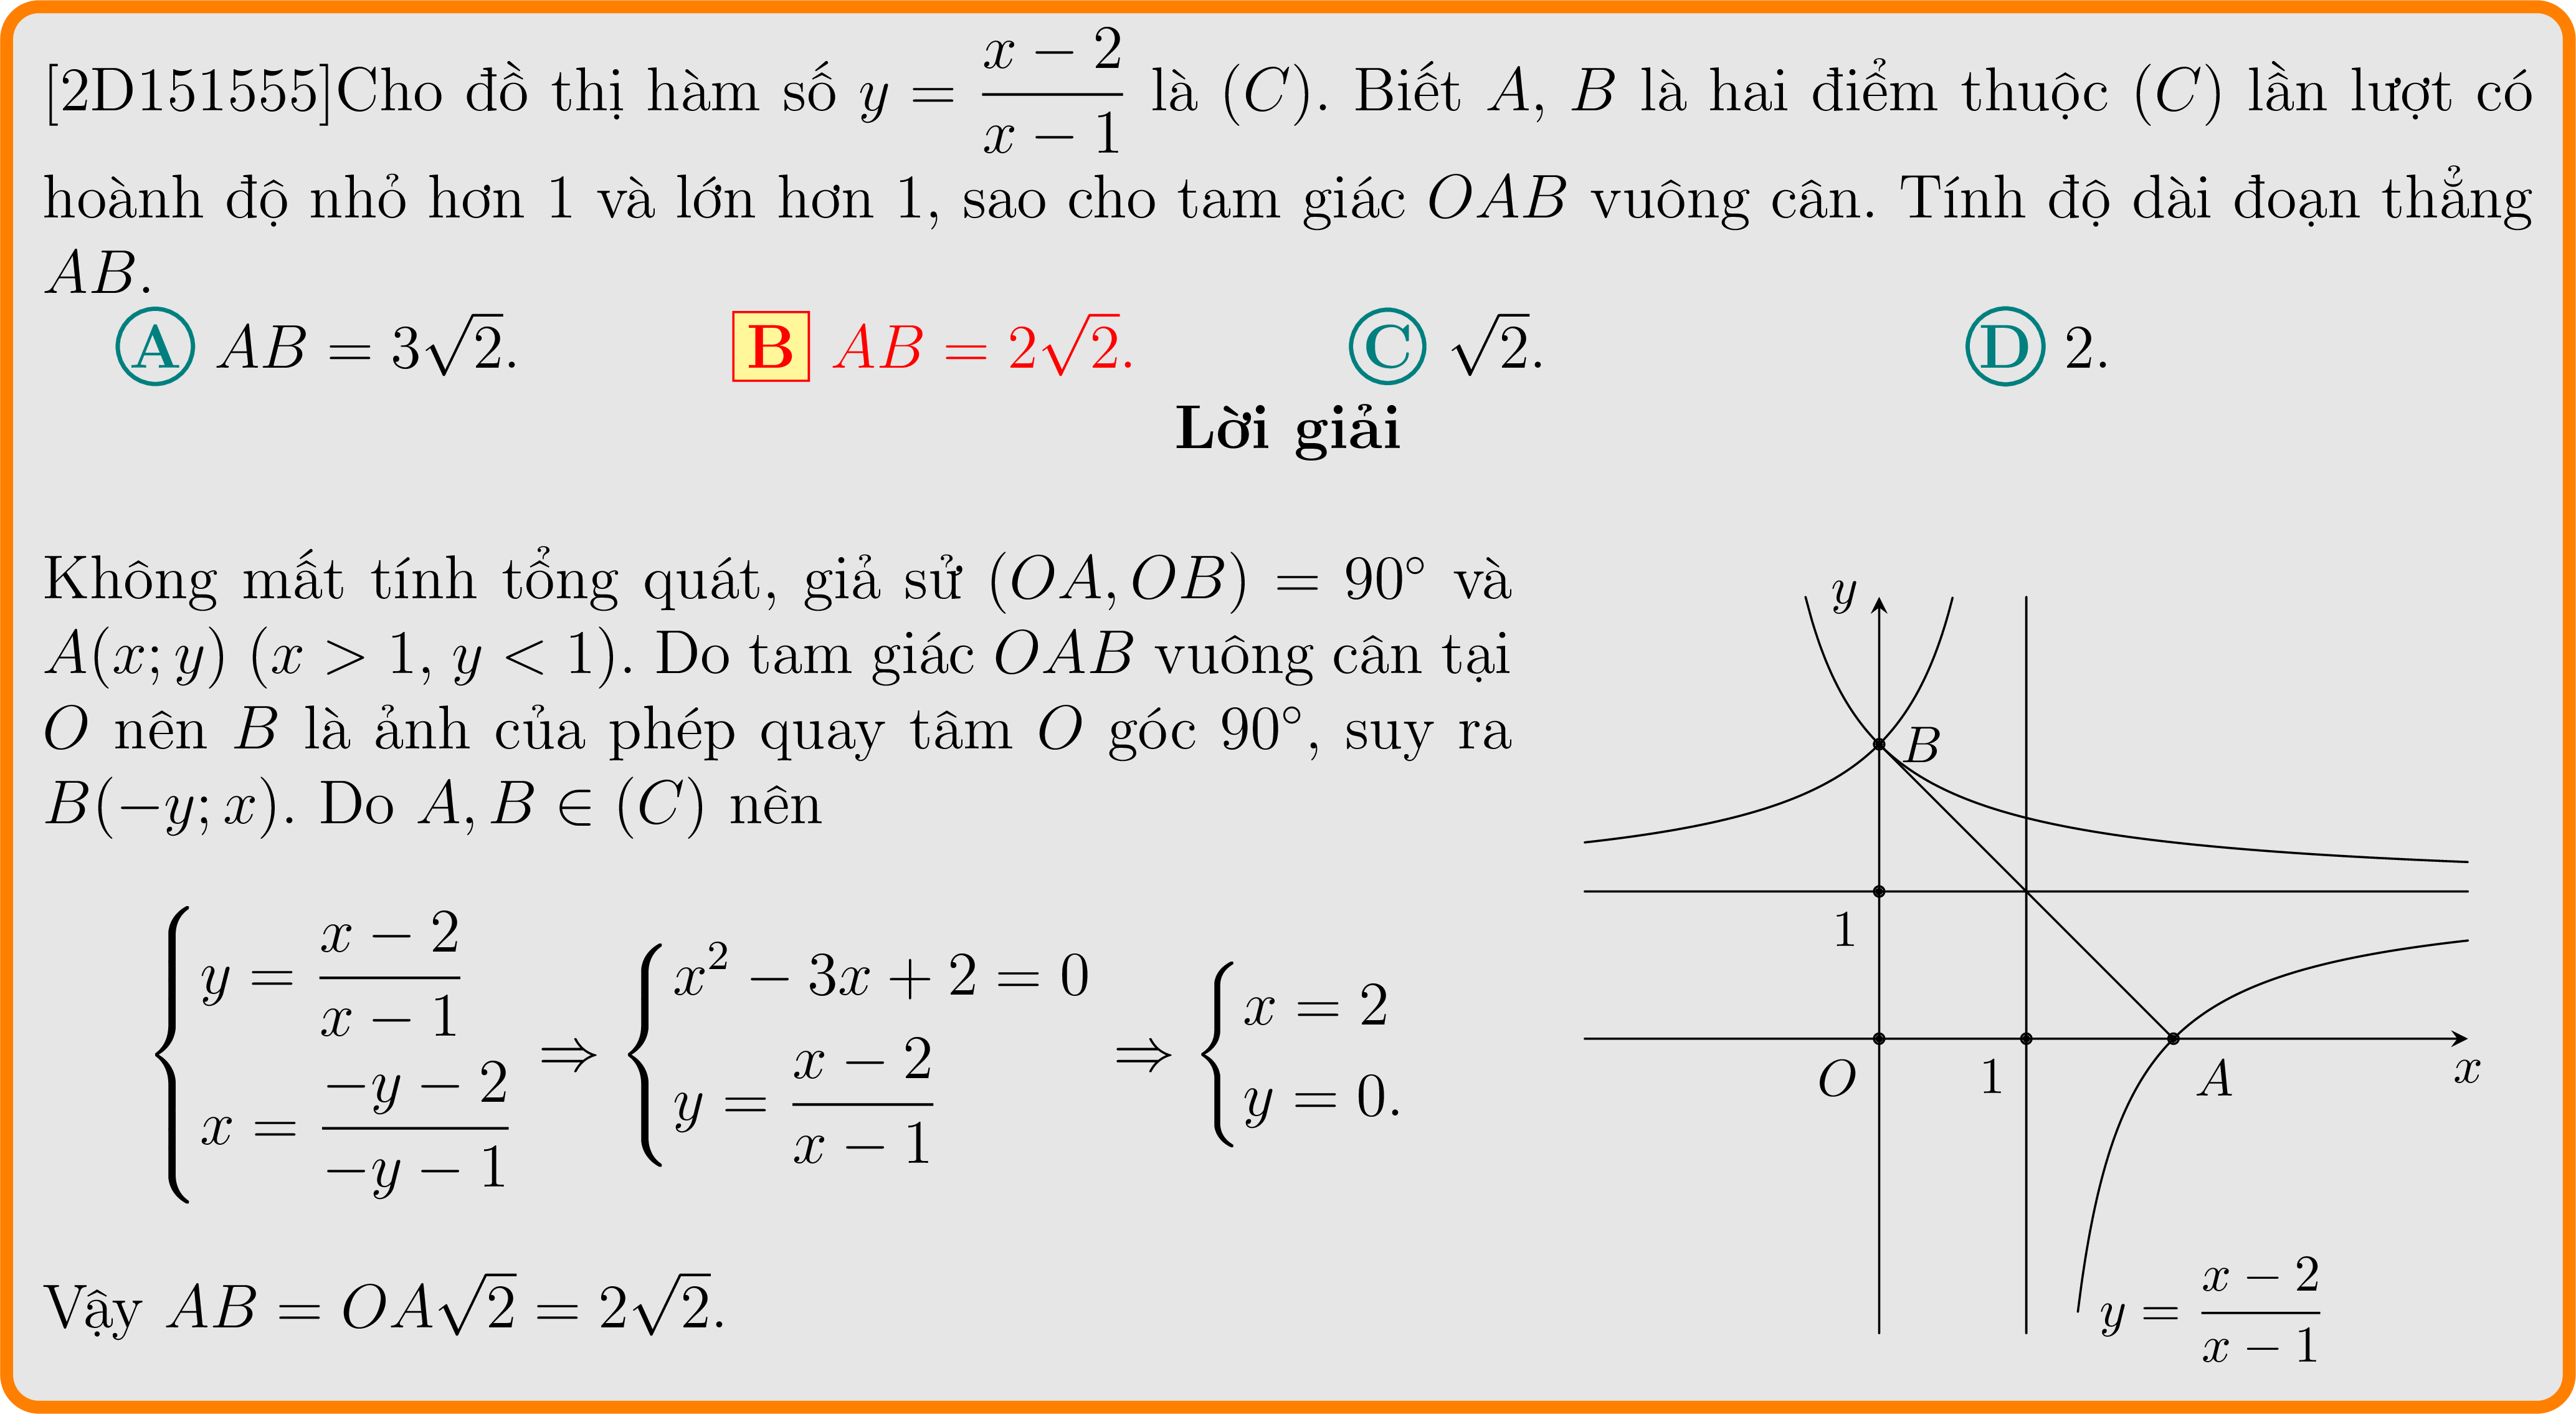 [2D151555]Cho đồ thị hàm số $y = \dfrac{x-2}{x-1}$ là $(C)$. Biết $A$, $B$ là hai điểm thuộc $(C)$ lần lượt có
hoành độ nhỏ hơn 1 và lớn hơn 1, sao cho tam giác $OAB$ vuông cân. Tính độ dài đoạn thẳng
$AB$.
A $AB = 3\sqrt{2}$. B $AB = 2\sqrt{2}$. C $\sqrt{2}$. D 2.
Lời giải
Không mất tính tổng quát, giả sử $(OA, OB) = 90^\circ$ và
$A(x; y)$ $(x > 1, y < 1)$. Do tam giác $OAB$ vuông cân tại
$O$ nên $B$ là ảnh của phép quay tâm $O$ góc $90^\circ$, suy ra
$B(-y; x)$. Do $A, B \in (C)$ nên
$\begin{cases} y = \dfrac{x-2}{x-1} \\ x = \dfrac{-y-2}{-y-1} \end{cases} \Rightarrow \begin{cases} x^2 - 3x + 2 = 0 \\ y = \dfrac{x-2}{x-1} \end{cases} \Rightarrow \begin{cases} x = 2 \\ y = 0. \end{cases}$
Vậy $AB = OA\sqrt{2} = 2\sqrt{2}$.
$y$
$B$
1
$O$ 1 $A$ $x$
$y = \dfrac{x-2}{x-1}$